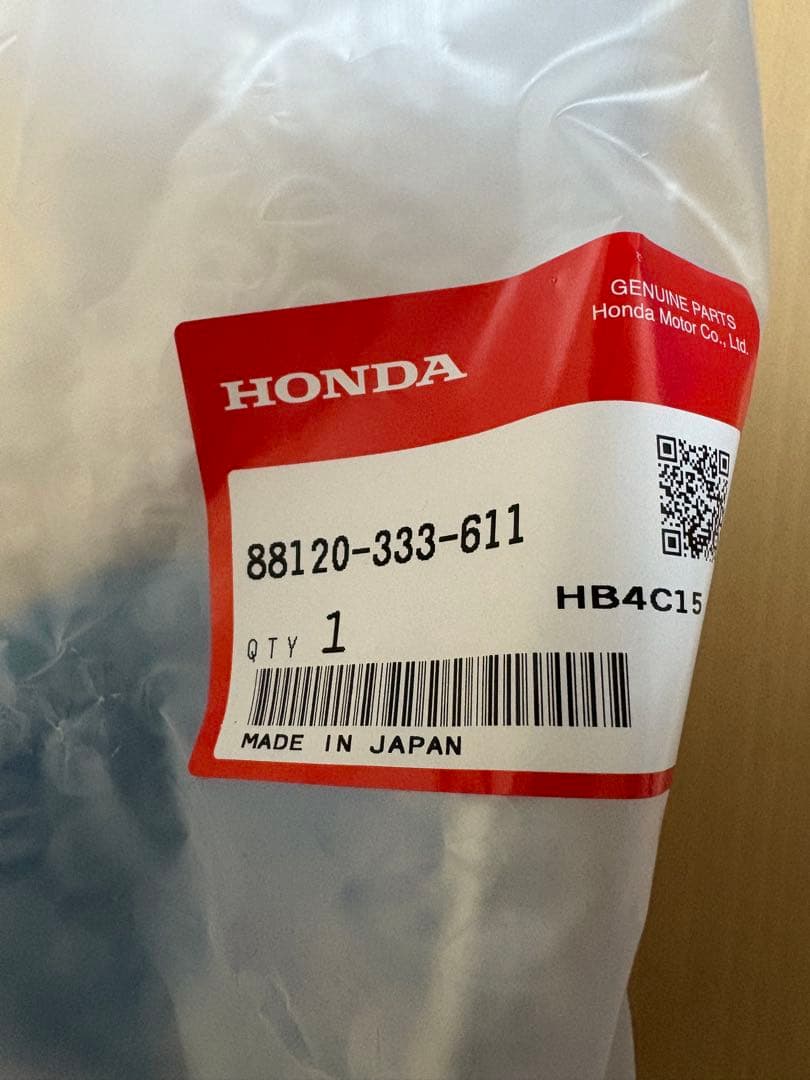 GENUINE PARTS
Honda Motor Co., Ltd.
HONDA
88120-333-611
HB4C15
QTY 1
MADE IN JAPAN